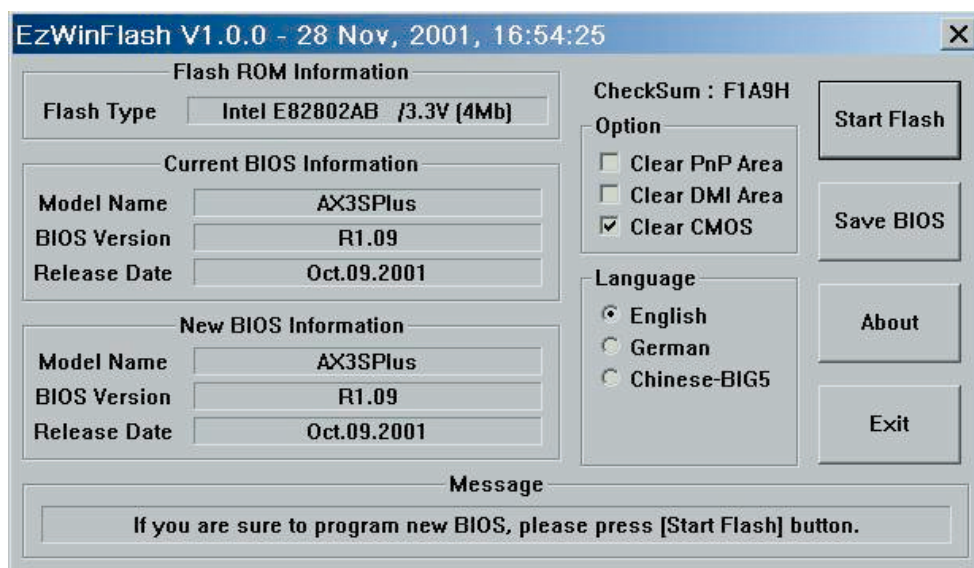 EzWinFlash V1.0.0 - 28 Nov, 2001, 16:54:25
Flash ROM Information
Flash Type Intel E82802AB /3.3V (4Mb)
Current BIOS Information
Model Name AX3SPlus
BIOS Version R1.09
Release Date Oct.09.2001
New BIOS Information
Model Name AX3SPlus
BIOS Version R1.09
Release Date Oct.09.2001
CheckSum : F1A9H
Option
Clear PnP Area
Clear DMI Area
Clear CMOS
Language
English
German
Chinese-BIG5
Start Flash
Save BIOS
About
Exit
Message
If you are sure to program new BIOS, please press [Start Flash] button.